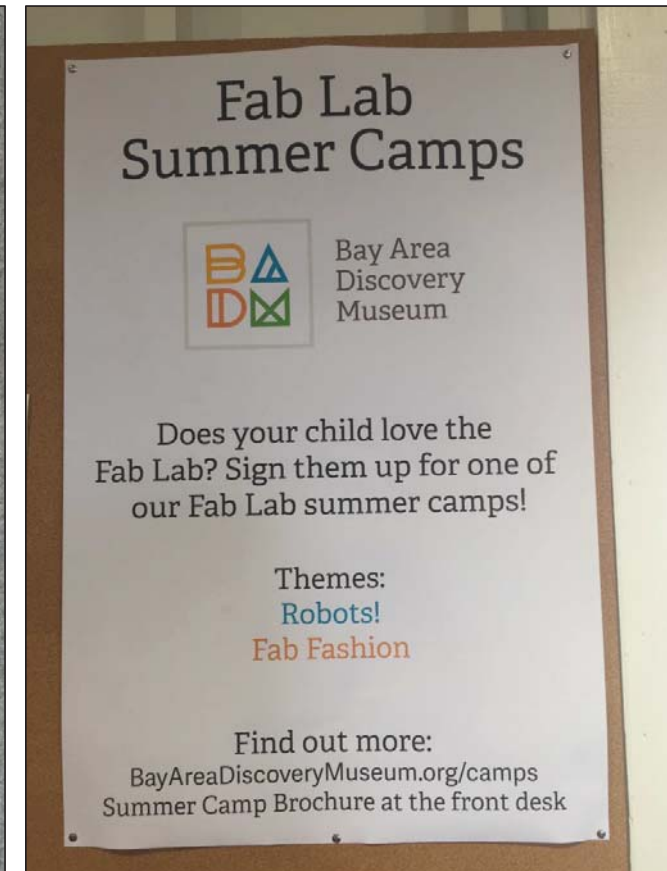 Fab Lab
Summer Camps
BA
DM
Bay Area
Discovery
Museum
Does your child love the
Fab Lab? Sign them up for one of
our Fab Lab summer camps!
Themes:
Robots!
Fab Fashion
Find out more:
BayAreaDiscoveryMuseum.org/camps
Summer Camp Brochure at the front desk